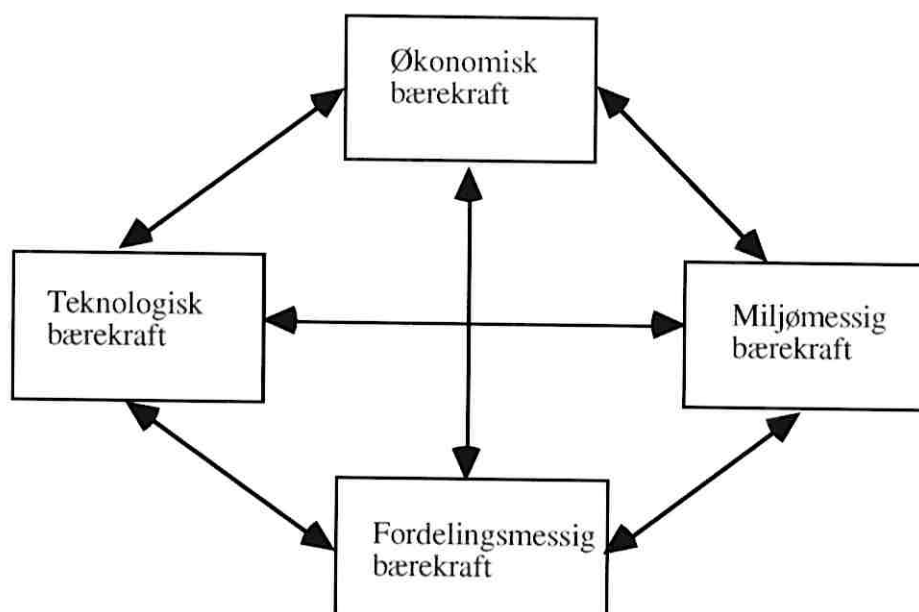 Økonomisk
bærekraft
Teknologisk
bærekraft
Miljømessig
bærekraft
Fordelingsmessig
bærekraft